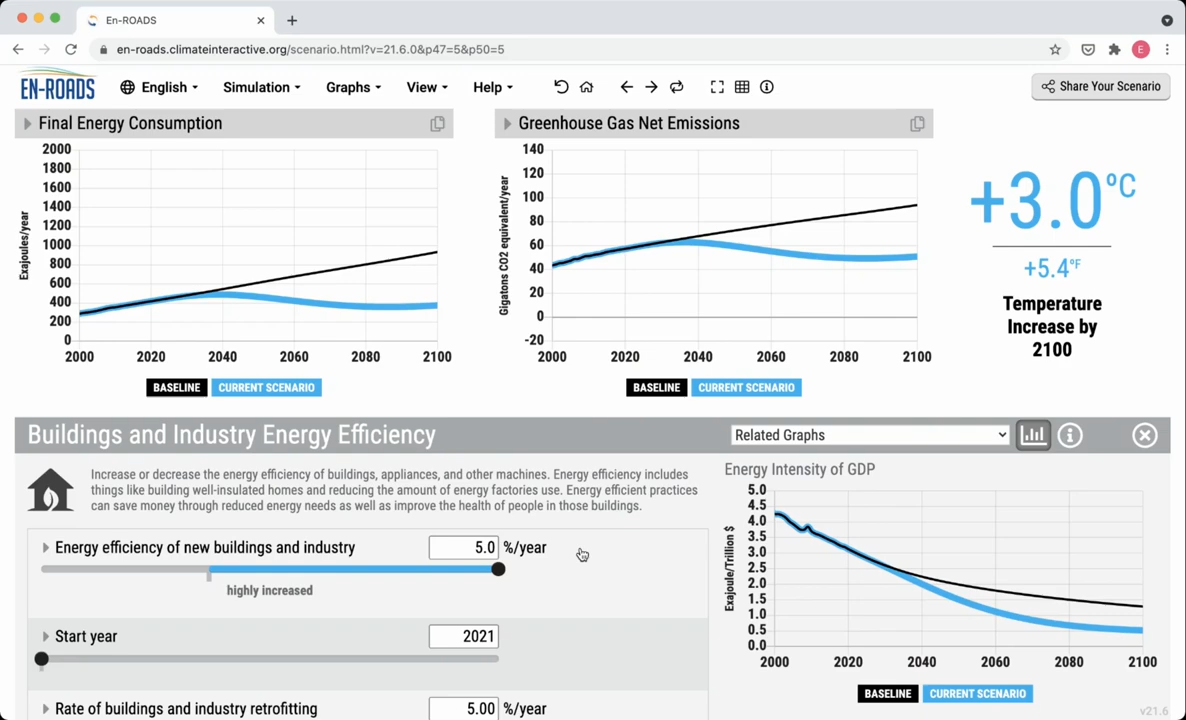 En-ROADS
en-roads.climateinteractive.org/scenario.html?v=21.6.0&p47=5&p50=5
E
EN-ROADS
English
Simulation
Graphs
View
Help
Share Your Scenario
Final Energy Consumption
Exajoules/year
2000
1800
1600
1400
1200
1000
800
600
400
200
0
2000 2020 2040 2060 2080 2100
BASELINE CURRENT SCENARIO
Greenhouse Gas Net Emissions
Gigatons CO2 equivalent/year
140
120
100
80
60
40
20
0
-20
2000 2020 2040 2060 2080 2100
BASELINE CURRENT SCENARIO
+3.0°C
+5.4°F
Temperature
Increase by
2100
Buildings and Industry Energy Efficiency
Related Graphs
Increase or decrease the energy efficiency of buildings, appliances, and other machines. Energy efficiency includes
things like building well-insulated homes and reducing the amount of energy factories use. Energy efficient practices
can save money through reduced energy needs as well as improve the health of people in those buildings.
Energy efficiency of new buildings and industry 5.0 %/year
highly increased
Start year 2021
Rate of buildings and industry retrofitting 5.00 %/year
Energy Intensity of GDP
Exajoule/Trillion $
5.0
4.5
4.0
3.5
3.0
2.5
2.0
1.5
1.0
0.5
0.0
2000 2020 2040 2060 2080 2100
BASELINE CURRENT SCENARIO
v21.6